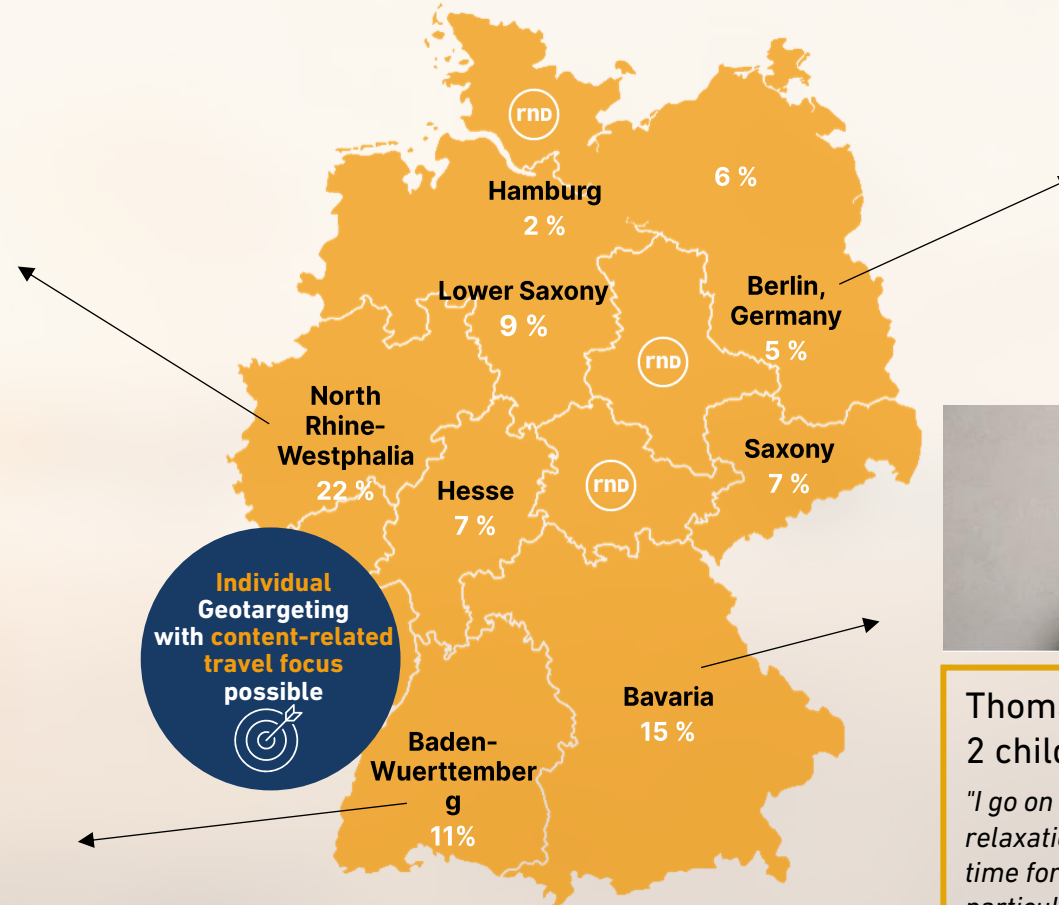 rnD
6 %
Hamburg
2 %
Lower Saxony
9 %
Berlin,
Germany
5 %
rnD
North
Rhine-
Westphalia
22 %
Hesse
7 %
rnD
Saxony
7 %
Individual
Geotargeting
with content-related
travel focus
possible
Bavaria
15 %
Baden-
Wuerttember
g
11%
Thom
2 child
"I go on
relaxatio
time for